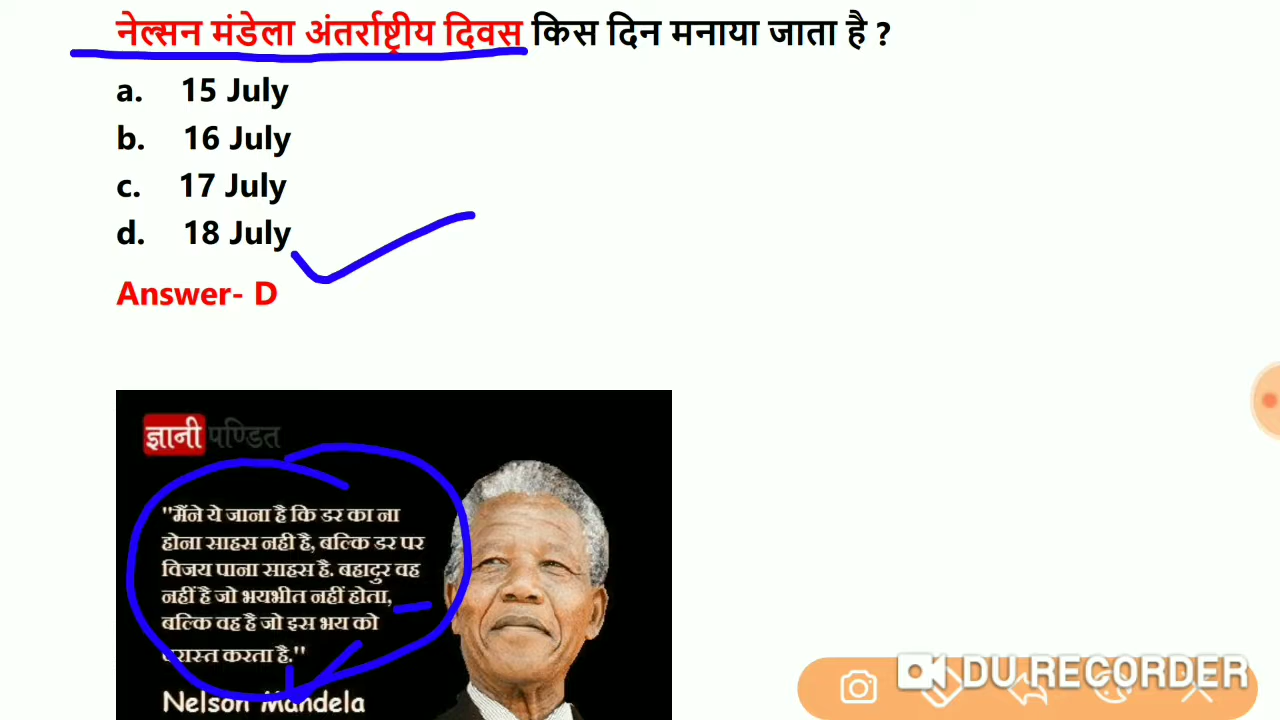 नेल्सन मंडेला अंतर्राष्ट्रीय दिवस किस दिन मनाया जाता है ?
a. 15 July
b. 16 July
c. 17 July
d. 18 July
Answer- D
ज्ञानी पण्डित
"मैंने ये जाना है कि डर का ना
होना साहस नही है, बल्कि डर पर
विजय पाना साहस है. बहादुर वह
नहीं है जो भयभीत नहीं होता,
बल्कि वह है जो इस भय को
परास्त करता है."
Nelson Mandela
DU RECORDER